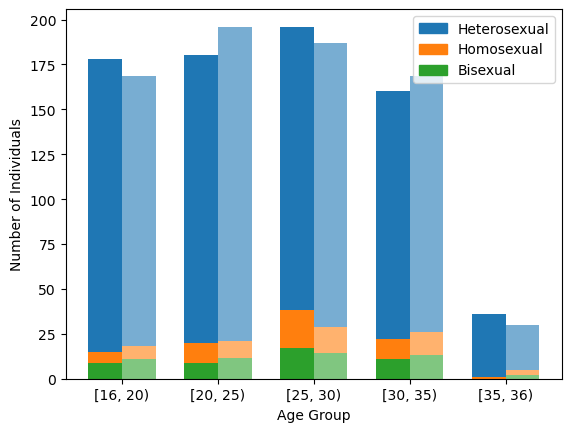 200
175
150
125
100
75
50
25
0
Number of Individuals
Heterosexual
Homosexual
Bisexual
[16, 20) [20, 25) [25, 30) [30, 35) [35, 36)
Age Group